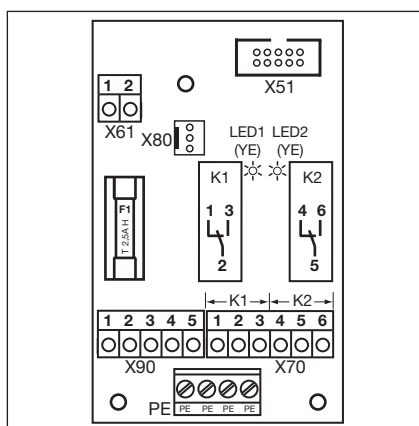 1 2
X61
X51
X80
LED1 LED2
(YE) (YE)
K1
1 3
2
K2
4 6
5
F1
T 2,5A H
K1 K2
1 2 3 4 5
1 2 3 4 5 6
X90
X70
PE
PE PE PE PE